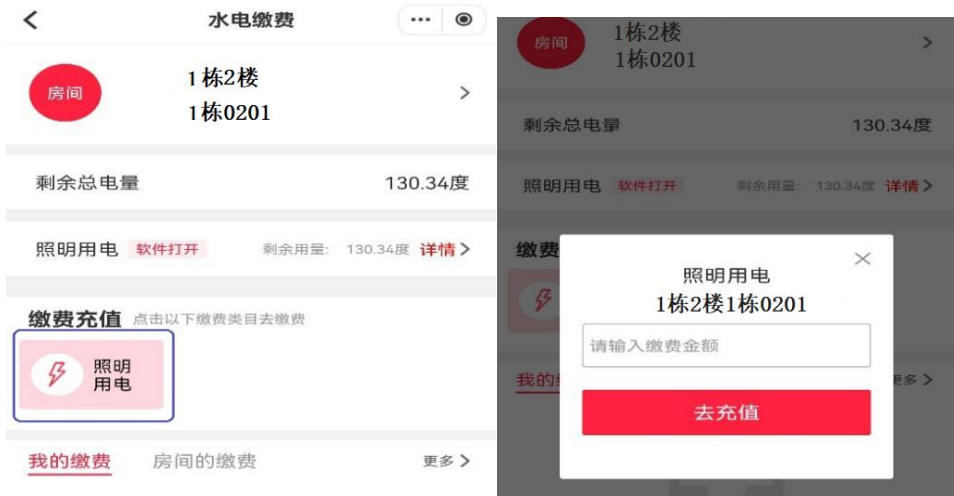 水电缴费
房间
1栋2楼
1栋0201
剩余总电量 130.34度
照明用电 软件打开 剩余用量: 130.34度 详情
缴费充值 点击以下缴费类目去缴费
照明
用电
我的缴费 房间的缴费 更多
房间
1栋2楼
1栋0201
剩余总电量 130.34度
照明用电 软件打开 剩余用量: 130.34度 详情
缴费
照明用电
1栋2楼1栋0201
请输入缴费金额
我的 更多
去充值